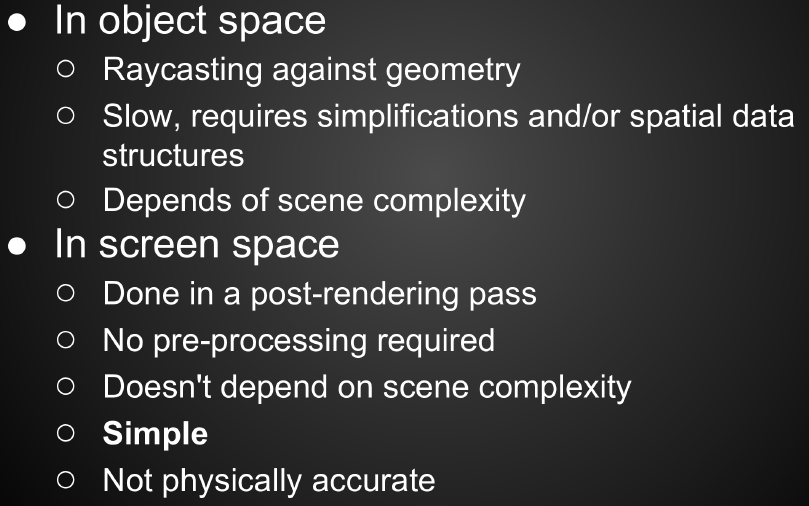 ● In object space
○ Raycasting against geometry
○ Slow, requires simplifications and/or spatial data
structures
○ Depends of scene complexity
● In screen space
○ Done in a post-rendering pass
○ No pre-processing required
○ Doesn't depend on scene complexity
○ Simple
○ Not physically accurate